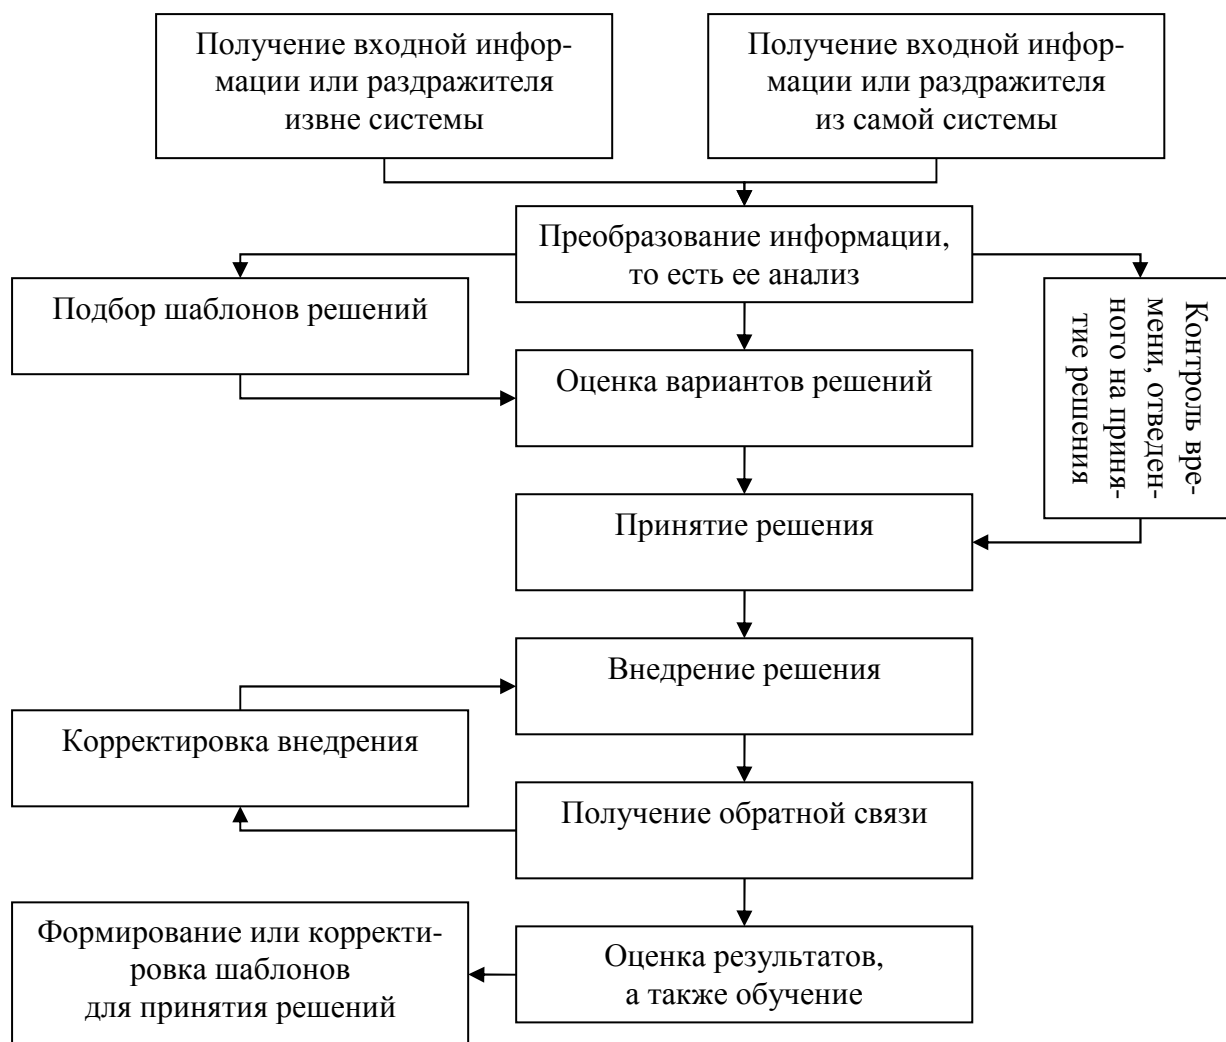 Получение входной инфор-
мации или раздражителя
извне системы
Получение входной инфор-
мации или раздражителя
из самой системы
Преобразование информации,
то есть ее анализ
Подбор шаблонов решений
Контроль вре-
мени, отведен-
ного на приня-
тие решения
Оценка вариантов решений
Принятие решения
Внедрение решения
Корректировка внедрения
Получение обратной связи
Формирование или коррек­ти-
ровка шаблонов
для принятия решений
Оценка результатов,
а также обучение